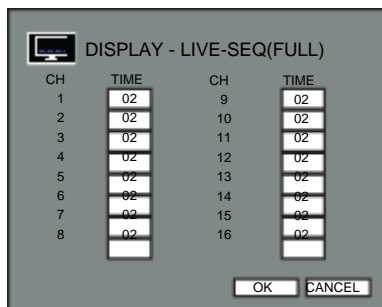 DISPLAY - LIVE-SEQ(FULL)
CH TIME CH TIME
1 02 9 02
2 02 10 02
3 02 11 02
4 02 12 02
5 02 13 02
6 02 14 02
7 02 15 02
8 02 16 02
OK CANCEL